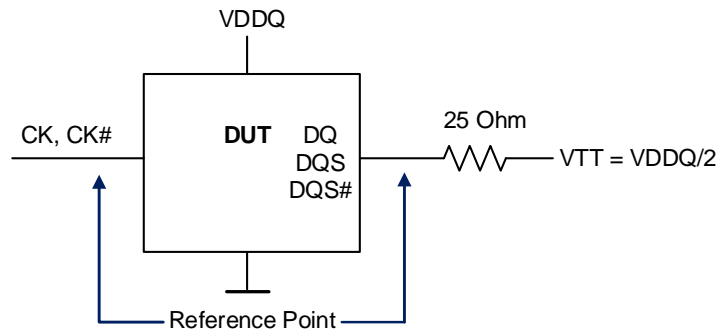 VDDQ
CK, CK#
DUT
DQ
DQS
DQS#
25 Ohm
VTT = VDDQ/2
Reference Point